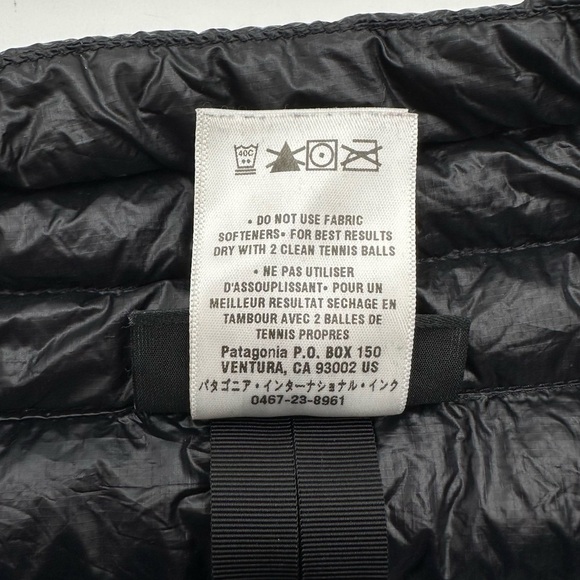 40C
• DO NOT USE FABRIC
SOFTENERS• FOR BEST RESULTS
DRY WITH 2 CLEAN TENNIS BALLS
• NE PAS UTILISER
D'ASSOUPLISSANT• POUR UN
MEILLEUR RESULTAT SECHAGE EN
TAMBOUR AVEC 2 BALLES DE
TENNIS PROPRES
Patagonia P.O. BOX 150
VENTURA, CA 93002 US
パタゴニア・インターナショナル・インク
0467-23-8961